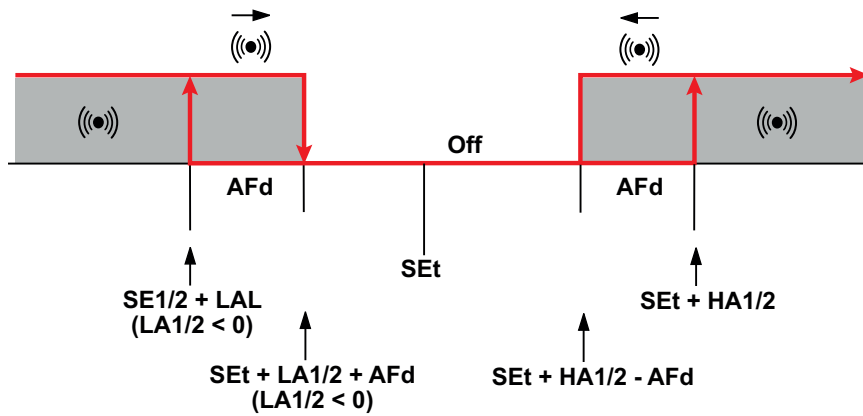 Off
AFd
AFd
SEt
SE1/2 + LAL
(LA1/2 < 0)
SEt + HA1/2
SEt + LA1/2 + AFd
(LA1/2 < 0)
SEt + HA1/2 - AFd